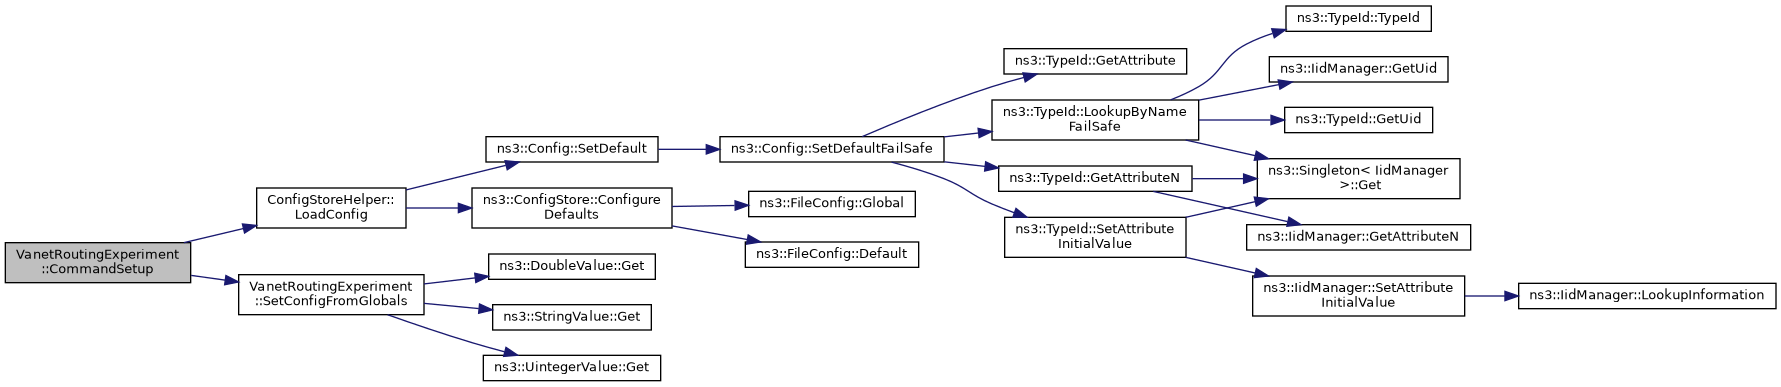 VanetRoutingExperiment
::CommandSetup
ConfigStoreHelper::
LoadConfig
VanetRoutingExperiment
::SetConfigFromGlobals
ns3::Config::SetDefault
ns3::ConfigStore::Configure
Defaults
ns3::DoubleValue::Get
ns3::StringValue::Get
ns3::UintegerValue::Get
ns3::Config::SetDefaultFailSafe
ns3::FileConfig::Global
ns3::FileConfig::Default
ns3::TypeId::GetAttribute
ns3::TypeId::LookupByName
FailSafe
ns3::TypeId::GetAttributeN
ns3::TypeId::SetAttribute
InitialValue
ns3::TypeId::TypeId
ns3::IidManager::GetUid
ns3::TypeId::GetUid
ns3::Singleton< IidManager
>::Get
ns3::IidManager::GetAttributeN
ns3::IidManager::SetAttribute
InitialValue
ns3::IidManager::LookupInformation